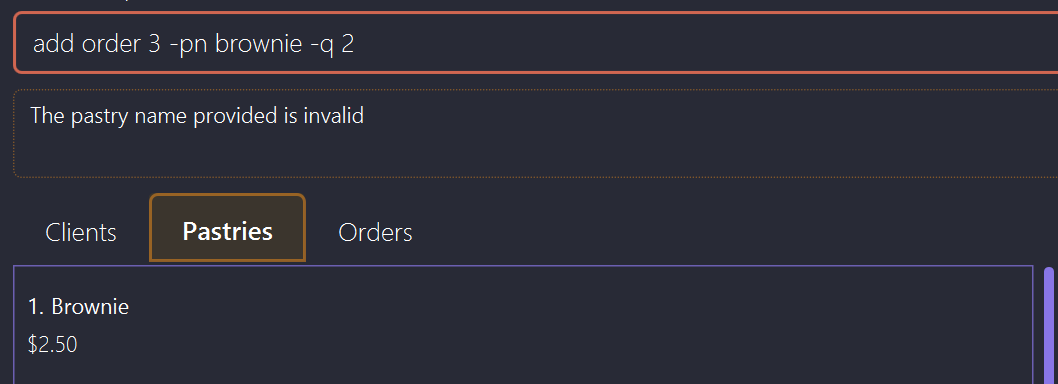 add order 3 -pn brownie -q 2
The pastry name provided is invalid
Clients Pastries Orders
1. Brownie
$2.50